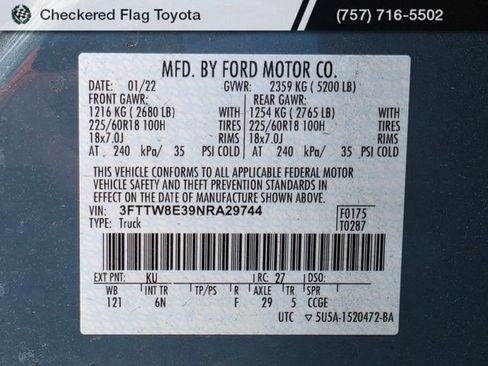 Checkered Flag Toyota (757) 716-5502
MFD. BY FORD MOTOR CO.
DATE: 01/22 GVWR: 2359 KG ( 5200 LB)
FRONT GAWR: REAR GAWR:
1216 KG ( 2680 LB) WITH 1254 KG ( 2765 LB) WITH
225/60R18 100H TIRES 225/60R18 100H TIRES
18x7.0J RIMS 18x7.0J RIMS
AT 240 kPa/ 35 PSI COLD AT 240 kPa/ 35 PSI COLD
THIS VEHICLE CONFORMS TO ALL APPLICABLE FEDERAL MOTOR
VEHICLE SAFETY AND THEFT PREVENTION STANDARDS IN
EFFECT ON THE DATE OF MANUFACTURE SHOWN ABOVE.
VIN: 3FTTW8E39NRA29744 F0175
TYPE: Truck T0287
EXT PNT: KU RC: 27 DSO:
WB INT TR TP/PS R AXLE TR SPR
121 6N F 29 5 CCGE
UTC 5U5A-1520472-BA